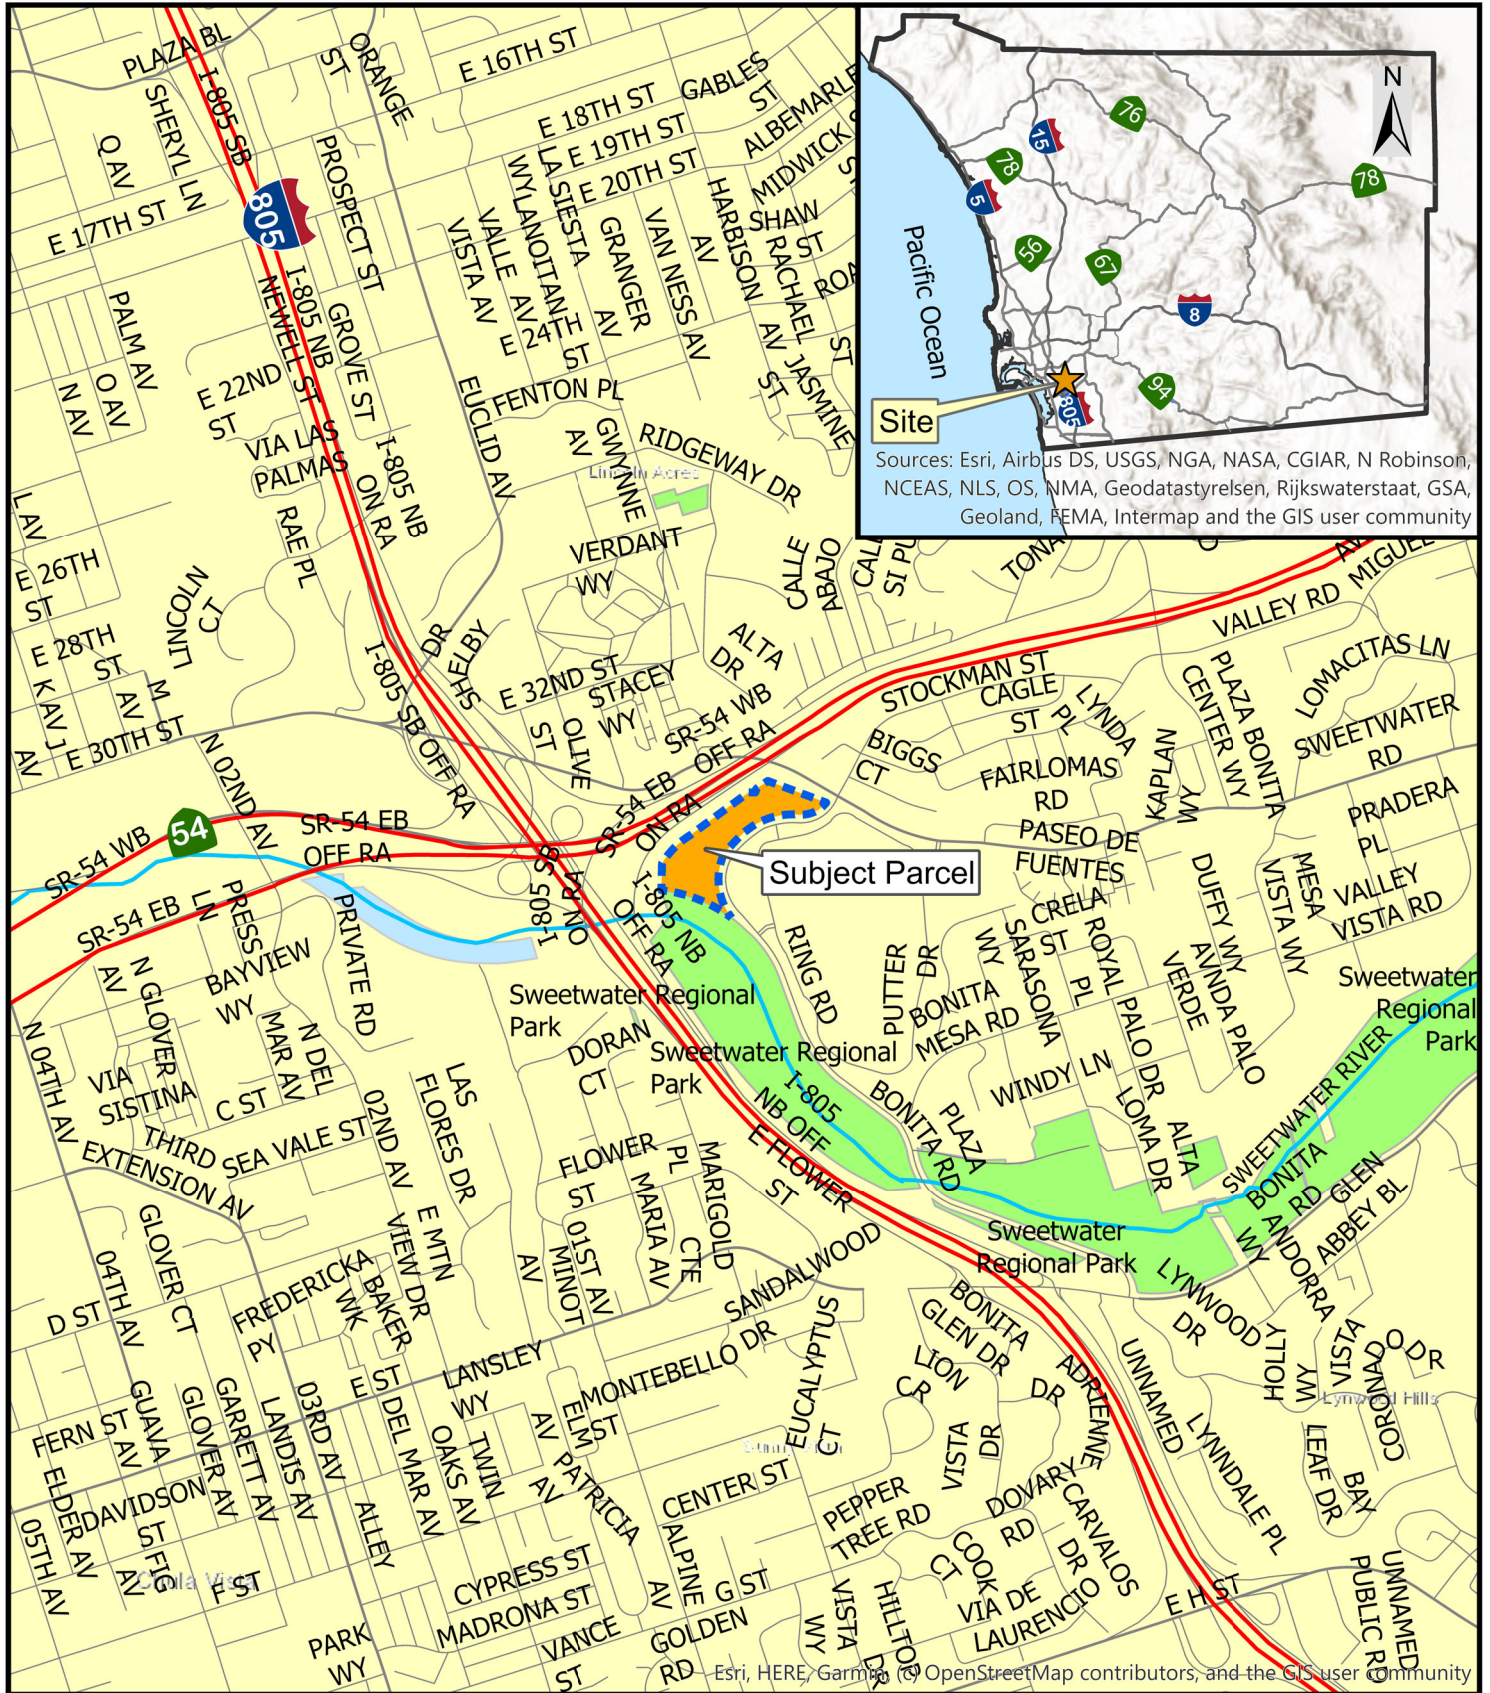 PLAZA BL
I-805 SB
ORANGE
ST
E 16TH ST
GABLES
ST
SHERYL LN
Q AV
E 18TH ST
ALBEMARLE
LA SIESTA
E 19TH ST
PROSPECT ST
WYLANOITAN
AV
E 20TH ST
MIDWICK S
ST
805
E 17TH ST
VALLE
VISTA AV
GRANGER
AV
VAN NESS AV
HARBISON
AV
SHAW
ST
RACHAEL
AV
ROA
I-805 NB
NEWELL ST
PALM AV
GROVE ST
E 24TH
ST
JASMINE
ST
ST
O AV
N AV
E 22ND
ST
EUCLID AV
FENTON PL
VIA LAS
PALMAS
I-805 NB
ON RA
GWYNNE
AV
RIDGEWAY DR
Lincoln Acres
L AV
RAE PL
VERDANT
WY
CALLE
ABAJO
CALL
SI PL
TONA
AV
MIGUEL
VALLEY RD
E 26TH
ST
LINCOLN
CT
E 28TH
ST
SHELBY
DR
ALTA
DR
LOMACITAS LN
K AV
M
AV
I-805 SB OFF RA
E 32ND ST
STACEY
WY
SR-54 WB
OFF RA
STOCKMAN ST
CAGLE
ST
LYNDA
PL
PLAZA BONITA
CENTER WY
J
AV
E 30TH ST
N 02ND AV
OLIVE
ST
BIGGS
CT
FAIRLOMAS
RD
KAPLAN
WY
SWEETWATER
RD
54
SR-54 WB
SR-54 EB
OFF RA
SR-54 EB
ON RA
PASEO DE
FUENTES
PRADERA
PL
Subject Parcel
SR-54 EB
PRESS
LN
PRIVATE RD
I-805 SB
ON RA
I-805 NB
OFF RA
CRELA
ST
DUFFY WY
MESA
VISTA WY
VALLEY
VISTA RD
N GLOVER
AV
BAYVIEW
WY
RING RD
PUTTER
DR
SARASONA
WY
ROYAL PALO DR
PL
AVNDA PALO
VERDE
Sweetwater
Regional
Park
Sweetwater Regional
Park
BONITA
MESA RD
N 04TH AV
N DEL
MAR AV
DORAN
CT
Sweetwater Regional
Park
VIA
SISTINA
C ST
LAS
FLORES DR
WINDY LN
SWEETWATER RIVER
I-805
NB OFF
BONITA RD
PLAZA
LOMA DR
ALTA
THIRD
EXTENSION AV
SEA VALE ST
02ND AV
E FLOWER
ST
FLOWER
ST
MARIGOLD
PL
MARIA AV
CTE
BONITA
RD
GLEN
ABBEY BL
ANDORRA
WY
Sweetwater
Regional Park
GLOVER CT
04TH AV
E MTN
VIEW DR
01ST AV
MINOT
AV
SANDALWOOD
DR
LYNWOOD
DR
D ST
FREDERICKA
PY
BAKER
WK
BONITA
GLEN DR
HOLLY
WY
VISTA
CORONADO DR
EUCALYPTUS
CT
LION
CR
ADRIENNE
DR
UNNAMED
LANSLEY
WY
MONTEBELLO
ST
E ST
Lynwood Hills
FERN ST
GUAVA
AV
GLOVER AV
GARRETT AV
LANDIS AV
03RD AV
DEL MAR AV
TWIN
OAKS AV
ELM
AV
VISTA
DR
LYNNDALE PL
LEAF DR
BAY
ELDER AV
DAVIDSON
ST
PATRICIA
AV
CENTER ST
PEPPER
TREE RD
DOVARY
RD
CARVALOS
DR
05TH AV
FIG
AV
ALLEY
CYPRESS ST
ALPINE
AV
COOK
CT
Chula Vista
F ST
G ST
MADRONA ST
VIA DE
LAURENCIO
E H ST
UNNAMED
PUBLIC RD
PARK
WY
VANCE
ST
GOLDEN
RD
VISTA
WY
HILLTOP
DR
Esri, HERE, Garmin, (c) OpenStreetMap contributors, and the GIS user community
N
76
15
78
78
5
56
67
Pacific Ocean
8
94
805
Site
Sources: Esri, Airbus DS, USGS, NGA, NASA, CGIAR, N Robinson,
NCEAS, NLS, OS, NMA, Geodatastyrelsen, Rijkswaterstaat, GSA,
Geoland, FEMA, Intermap and the GIS user community